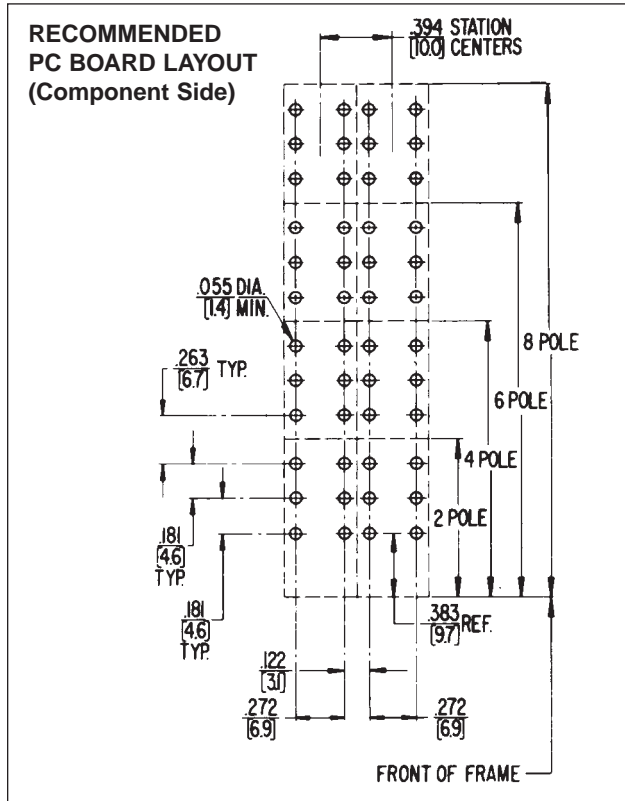 RECOMMENDED
PC BOARD LAYOUT
(Component Side)
.394 STATION
[10.0] CENTERS
.055 DIA.
[1.4] MIN.
8 POLE
.263 TYP.
[6.7]
6 POLE
4 POLE
2 POLE
.181
[4.6]
TYP.
.181
[4.6]
TYP.
.383 REF.
[9.7]
.122
[3.1]
.272
[6.9]
.272
[6.9]
FRONT OF FRAME